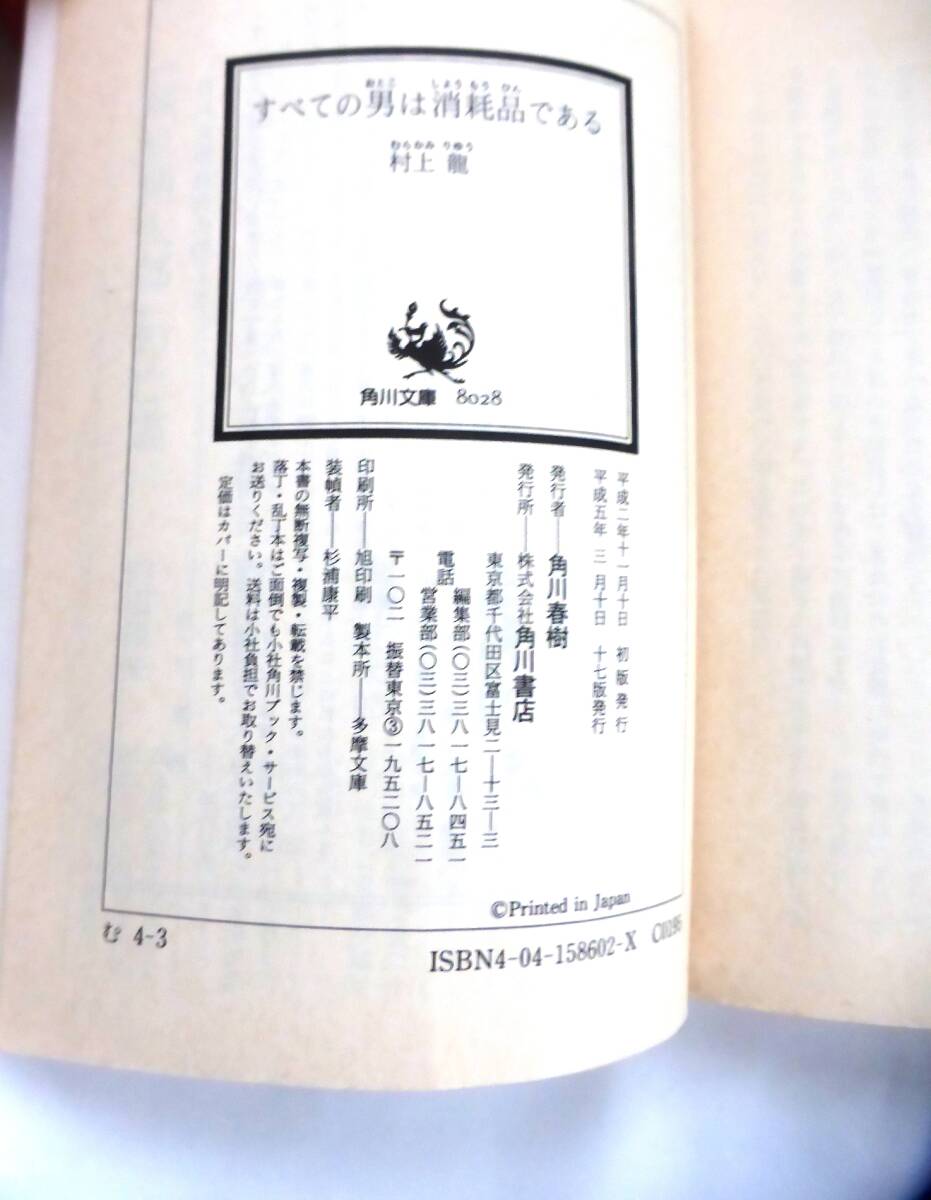 すべての男は消耗品である
おとこ しょうもうひん
村上 龍
むらかみ りゅう
角川文庫 8028
平成二年十一月十日 初版発行
平成五年 三 月十日 十七版発行
発行者――角川春樹
発行所――株式会社角川書店
東京都千代田区富士見二―十三―三
電話 編集部(〇三)三八一七―八四五一
営業部(〇三)三八一七―八五二一
〒一〇二 振替東京③一九五二〇八
印刷所――旭印刷 製本所――多摩文庫
装幀者――杉浦康平
本書の無断複写・複製・転載を禁じます。
落丁・乱丁本はご面倒でも小社角川ブック・サービス宛に
お送りください。送料は小社負担でお取り替えいたします。
定価はカバーに明記してあります。
©Printed in Japan
む 4-3
ISBN4-04-158602-X C0195